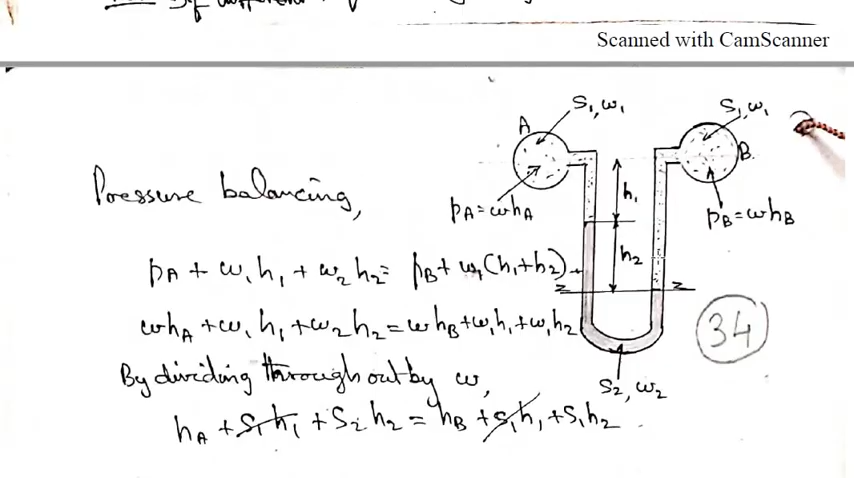 If
Scanned with CamScanner
S₁, ω₁
S₁, ω₁
A
B
Pressure balancing,
pA = ωhA
pB = ωhB
h₁
h₂
pA + ω₁h₁ + ω₂h₂ = pB + ω₁(h₁+h₂)
z
z
ωhA + ω₁h₁ + ω₂h₂ = ωhB + ω₁h₁ + ω₁h₂
34
By dividing throughout by ω,
S₂, ω₂
hA + S₁h₁ + S₂h₂ = hB + S₁h₁ + S₁h₂